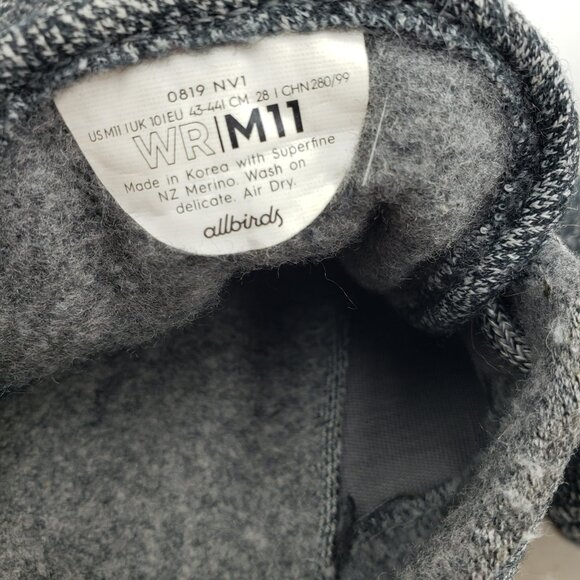 0819 NV1
US M11 | UK 10 | EU 43-44 | CM 28 | CHN 280/99
WR|M11
Made in Korea with Superfine
NZ Merino. Wash on
delicate. Air Dry.
allbirds